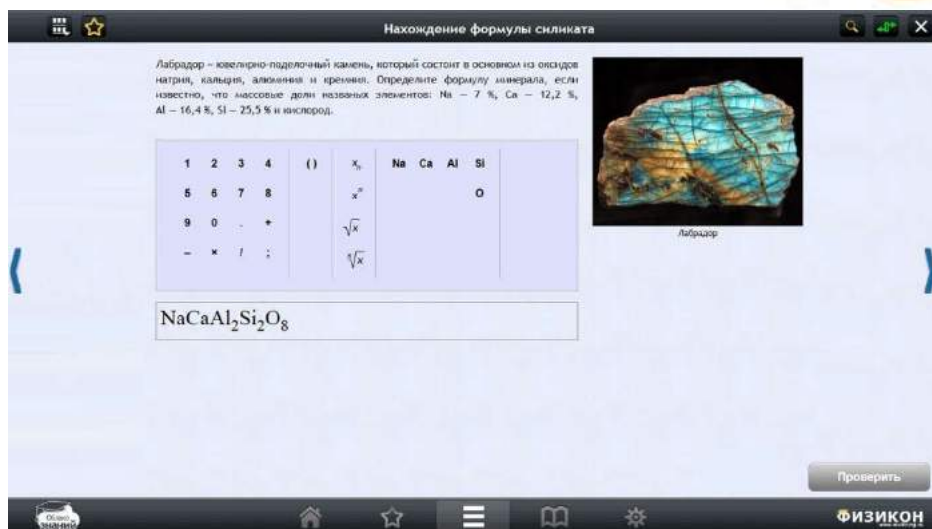 Нахождение формулы силиката
Лабрадор – ювелирно-поделочный камень, который состоит в основном из оксидов
натрия, кальция, алюминия и кремния. Определите формулу минерала, если
известно, что массовые доли названых элементов: Na – 7 %, Ca – 12,2 %,
Al – 16,4 %, Si – 25,5 % и кислород.
1 2 3 4 ( ) xₙ Na Ca Al Si
5 6 7 8 xⁿ O
9 0 . + √x
– × / ; ⁿ√x
Лабрадор
NaCaAl₂Si₂O₈
Проверить
Облако
знаний
ФИЗИКОН